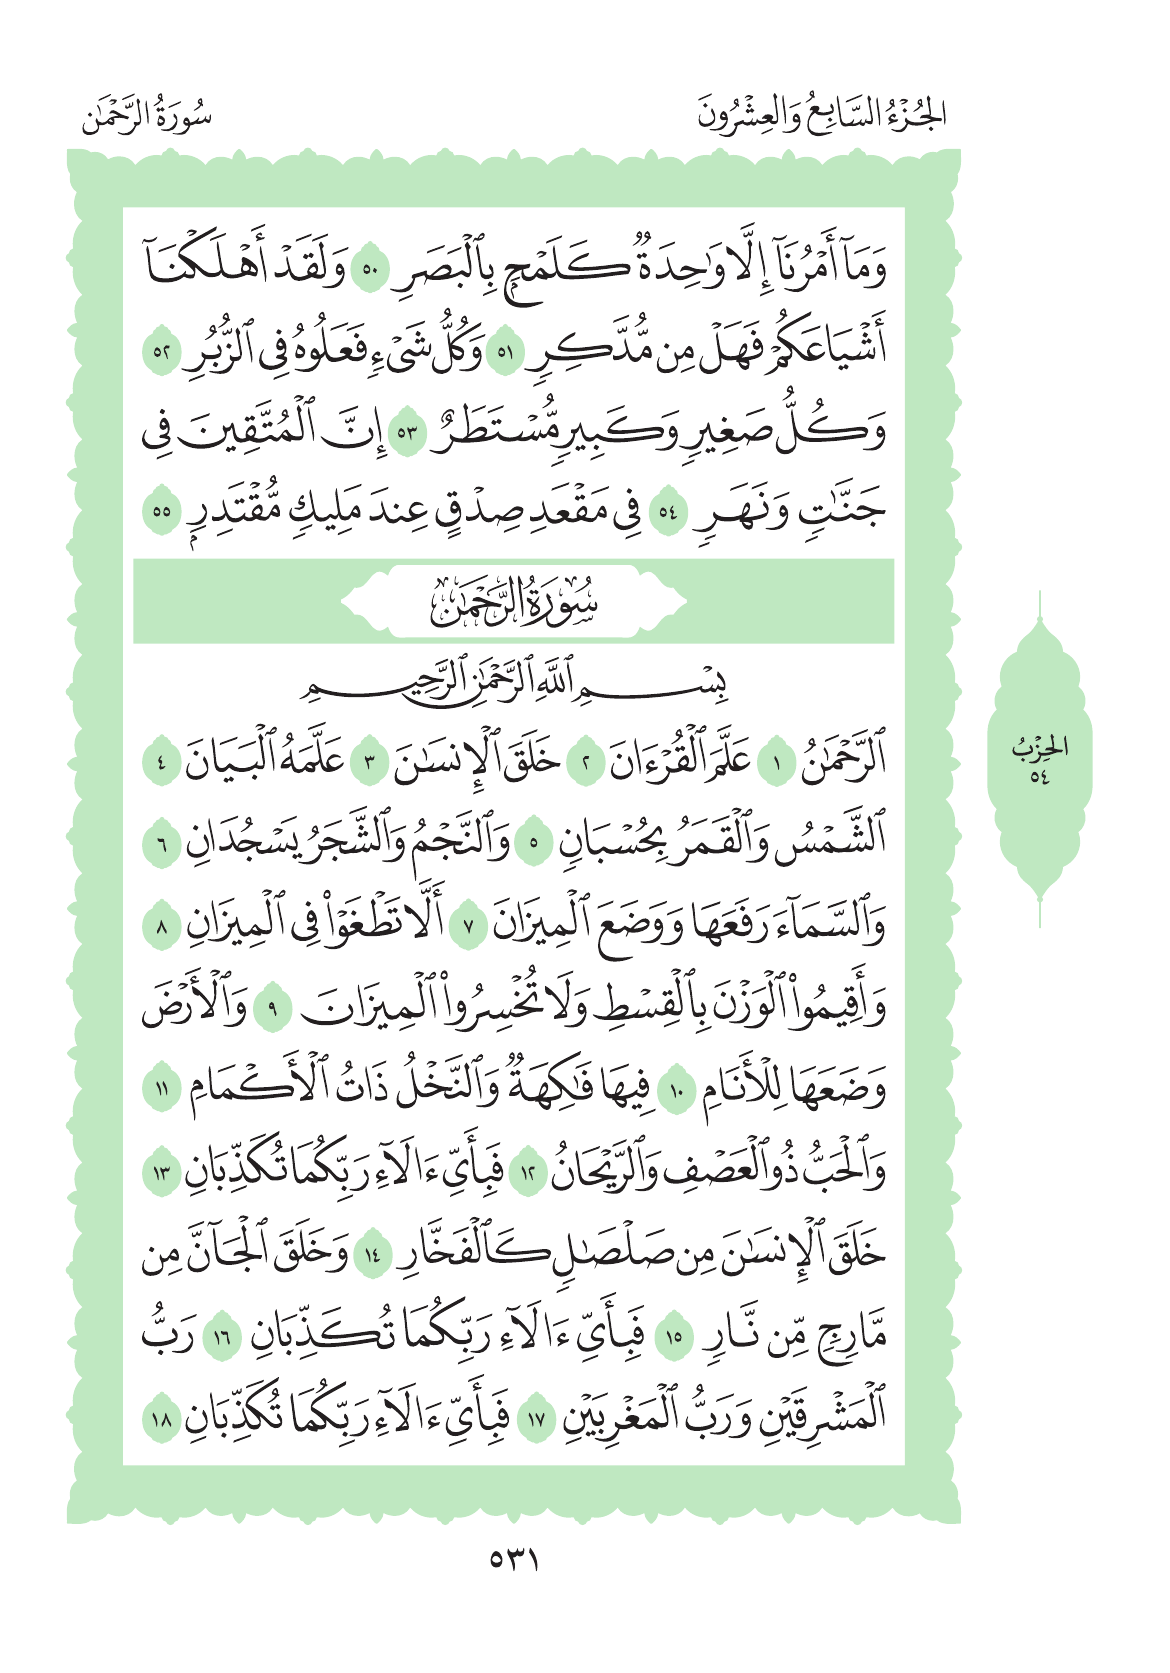 الجُزْءُ السَّابِعُ وَالعِشْرُونَ
سُورَةُ الرَّحْمَٰن
وَمَآ أَمْرُنَآ إِلَّا وَٰحِدَةٌ كَلَمْحِۭ بِٱلْبَصَرِ ٥٠ وَلَقَدْ أَهْلَكْنَآ
أَشْيَاعَكُمْ فَهَلْ مِن مُّدَّكِرٍ ٥١ وَكُلُّ شَىْءٍ فَعَلُوهُ فِى ٱلزُّبُرِ ٥٢
وَكُلُّ صَغِيرٍ وَكَبِيرٍ مُّسْتَطَرٌ ٥٣ إِنَّ ٱلْمُتَّقِينَ فِى
جَنَّٰتٍ وَنَهَرٍ ٥٤ فِى مَقْعَدِ صِدْقٍ عِندَ مَلِيكٍ مُّقْتَدِرٍۭ ٥٥
سُورَةُ الرَّحْمَٰن
بِسْمِ ٱللَّهِ ٱلرَّحْمَٰنِ ٱلرَّحِيمِ
ٱلرَّحْمَٰنُ ١ عَلَّمَ ٱلْقُرْءَانَ ٢ خَلَقَ ٱلْإِنسَٰنَ ٣ عَلَّمَهُ ٱلْبَيَانَ ٤
ٱلشَّمْسُ وَٱلْقَمَرُ بِحُسْبَانٍ ٥ وَٱلنَّجْمُ وَٱلشَّجَرُ يَسْجُدَانِ ٦
وَٱلسَّمَآءَ رَفَعَهَا وَوَضَعَ ٱلْمِيزَانَ ٧ أَلَّا تَطْغَوْا۟ فِى ٱلْمِيزَانِ ٨
وَأَقِيمُوا۟ ٱلْوَزْنَ بِٱلْقِسْطِ وَلَا تُخْسِرُوا۟ ٱلْمِيزَانَ ٩ وَٱلْأَرْضَ
وَضَعَهَا لِلْأَنَامِ ١٠ فِيهَا فَٰكِهَةٌ وَٱلنَّخْلُ ذَاتُ ٱلْأَكْمَامِ ١١
وَٱلْحَبُّ ذُو ٱلْعَصْفِ وَٱلرَّيْحَانُ ١٢ فَبِأَىِّ ءَالَآءِ رَبِّكُمَا تُكَذِّبَانِ ١٣
خَلَقَ ٱلْإِنسَٰنَ مِن صَلْصَٰلٍ كَٱلْفَخَّارِ ١٤ وَخَلَقَ ٱلْجَآنَّ مِن
مَّارِجٍ مِّن نَّارٍ ١٥ فَبِأَىِّ ءَالَآءِ رَبِّكُمَا تُكَذِّبَانِ ١٦ رَبُّ
ٱلْمَشْرِقَيْنِ وَرَبُّ ٱلْمَغْرِبَيْنِ ١٧ فَبِأَىِّ ءَالَآءِ رَبِّكُمَا تُكَذِّبَانِ ١٨
الحِزْبُ
٥٤
٥٣١